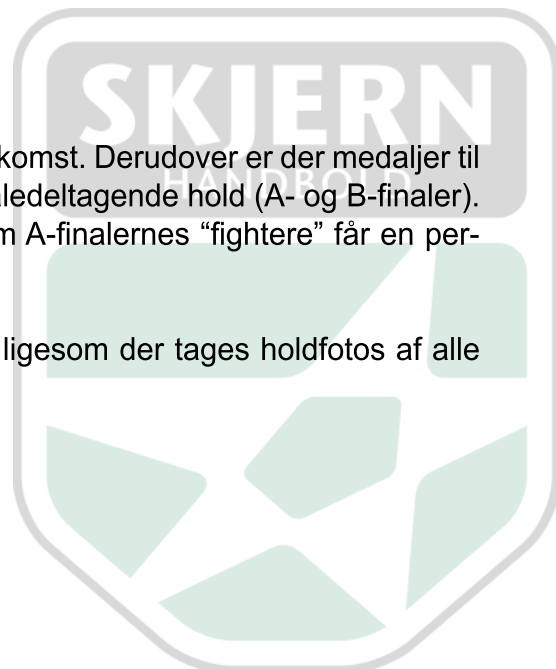 SKJERN
HANDBOLD
komst. Derudover er der medaljer til
ledeltagende hold (A- og B-finaler).
m A-finalernes “fightere” får en per-
ligesom der tages holdfotos af alle